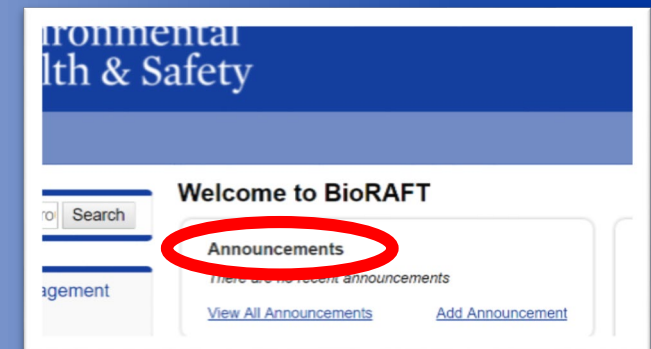 ironmental
lth & Safety
Welcome to BioRAFT
ro
Search
Announcements
There are no recent announcements
agement
View All Announcements
Add Announcement